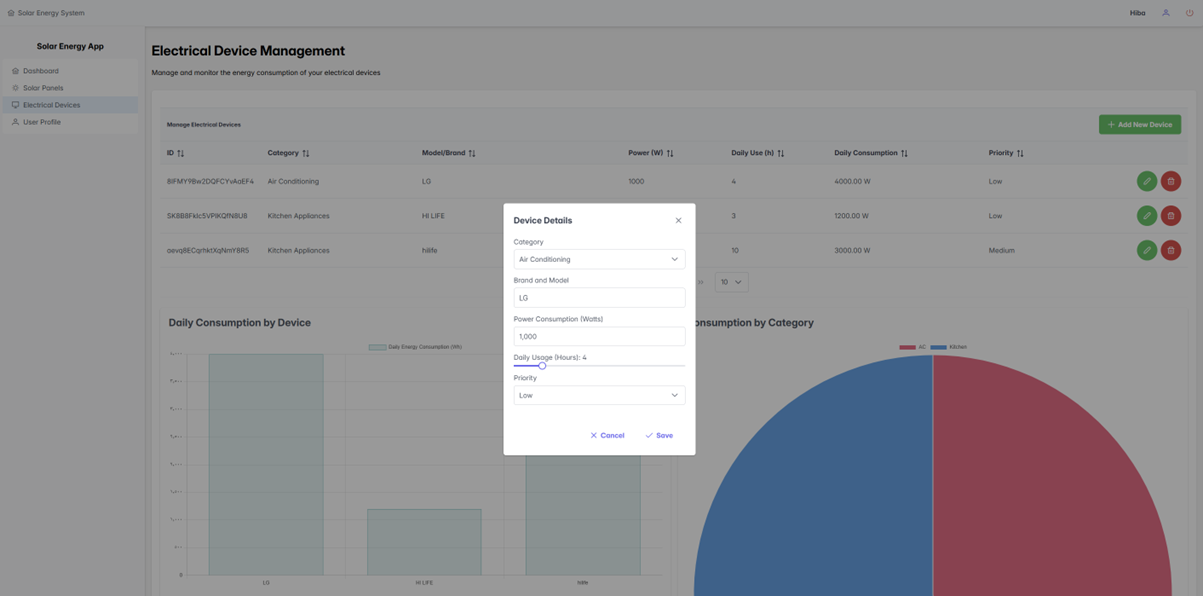 Solar Energy System
Hiba
Solar Energy App
Dashboard
Solar Panels
Electrical Devices
User Profile
Electrical Device Management
Manage and monitor the energy consumption of your electrical devices
Manage Electrical Devices
+ Add New Device
ID Category Model/Brand Power (W) Daily Use (h) Daily Consumption Priority
Air Conditioning LG 1000 4 4000.00 W Low
Kitchen Appliances HI LIFE 3 1200.00 W Low
Kitchen Appliances hilife 10 3000.00 W Medium
10
Device Details
Category
Air Conditioning
Brand and Model
LG
Power Consumption (Watts)
1,000
Daily Usage (Hours): 4
Priority
Low
Cancel
Save
Daily Consumption by Device
Daily Energy Consumption (Wh)
0
LG HI LIFE hilife
onsumption by Category
AC Kitchen